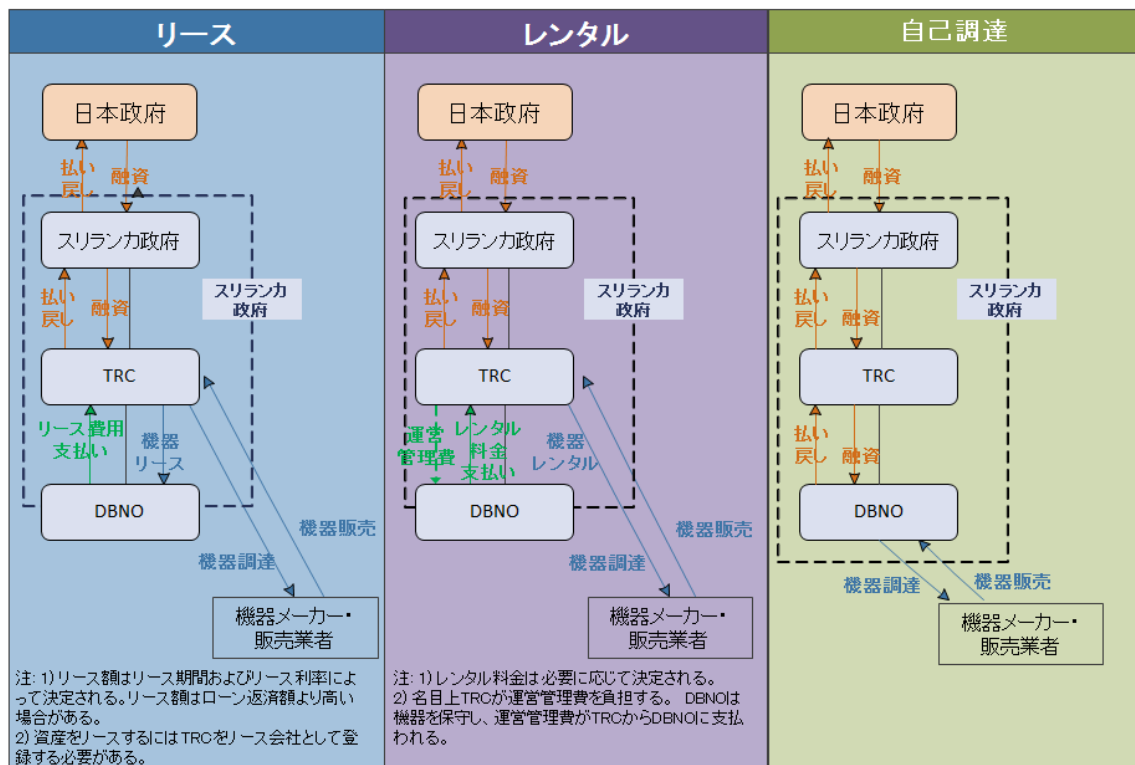 リース
日本政府
払い
戻し
融資
スリランカ政府
スリランカ
政府
払い
戻し
融資
TRC
リース費用
支払い
機器
リース
DBNO
機器販売
機器調達
機器メーカー・
販売業者
注: 1) リース額はリース期間およびリース利率によ
って決定される。リース額はローン返済額より高い
場合がある。
2) 資産をリースするにはTRCをリース会社として登
録する必要がある。
レンタル
日本政府
払い
戻し
融資
スリランカ政府
スリランカ
政府
払い
戻し
融資
TRC
運営
管理費
レンタル
料金
支払い
機器
レンタル
DBNO
機器販売
機器調達
機器メーカー・
販売業者
注: 1) レンタル料金は必要に応じて決定される。
2) 名目上TRCが運営管理費を負担する。 DBNOは
機器を保守し、運営管理費がTRCからDBNOに支払
われる。
自己調達
日本政府
払い
戻し
融資
スリランカ政府
スリランカ
政府
払い
戻し
融資
TRC
払い
戻し
融資
DBNO
機器調達
機器販売
機器メーカー・
販売業者